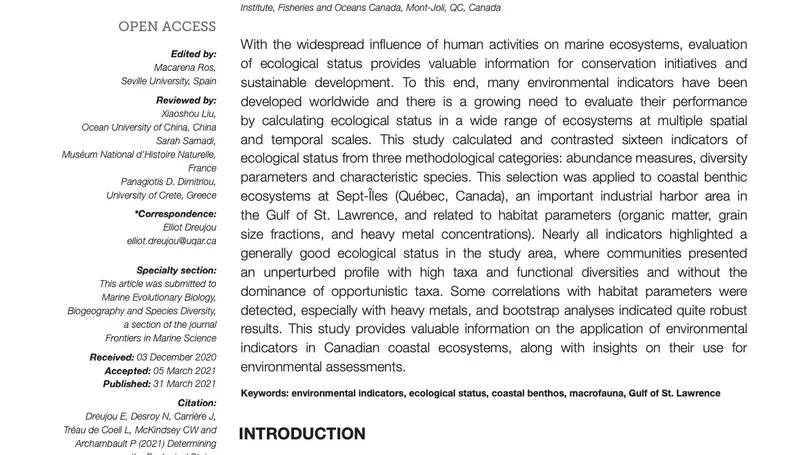 Institute, Fisheries and Oceans Canada, Mont-Joli, QC, Canada
OPEN ACCESS
Edited by:
Macarena Ros,
Seville University, Spain
Reviewed by:
Xiaoshou Liu,
Ocean University of China, China
Sarah Samadi,
Muséum National d'Histoire Naturelle,
France
Panagiotis D. Dimitriou,
University of Crete, Greece
*Correspondence:
Elliot Dreujou
elliot.dreujou@uqar.ca
Specialty section:
This article was submitted to
Marine Evolutionary Biology,
Biogeography and Species Diversity,
a section of the journal
Frontiers in Marine Science
Received: 03 December 2020
Accepted: 05 March 2021
Published: 31 March 2021
Citation:
Dreujou E, Desroy N, Carrière J,
Tréau de Coeli L, McKindsey CW and
Archambault P (2021) Determining
With the widespread influence of human activities on marine ecosystems, evaluation
of ecological status provides valuable information for conservation initiatives and
sustainable development. To this end, many environmental indicators have been
developed worldwide and there is a growing need to evaluate their performance
by calculating ecological status in a wide range of ecosystems at multiple spatial
and temporal scales. This study calculated and contrasted sixteen indicators of
ecological status from three methodological categories: abundance measures, diversity
parameters and characteristic species. This selection was applied to coastal benthic
ecosystems at Sept-Îles (Québec, Canada), an important industrial harbor area in
the Gulf of St. Lawrence, and related to habitat parameters (organic matter, grain
size fractions, and heavy metal concentrations). Nearly all indicators highlighted a
generally good ecological status in the study area, where communities presented
an unperturbed profile with high taxa and functional diversities and without the
dominance of opportunistic taxa. Some correlations with habitat parameters were
detected, especially with heavy metals, and bootstrap analyses indicated quite robust
results. This study provides valuable information on the application of environmental
indicators in Canadian coastal ecosystems, along with insights on their use for
environmental assessments.
Keywords: environmental indicators, ecological status, coastal benthos, macrofauna, Gulf of St. Lawrence
INTRODUCTION